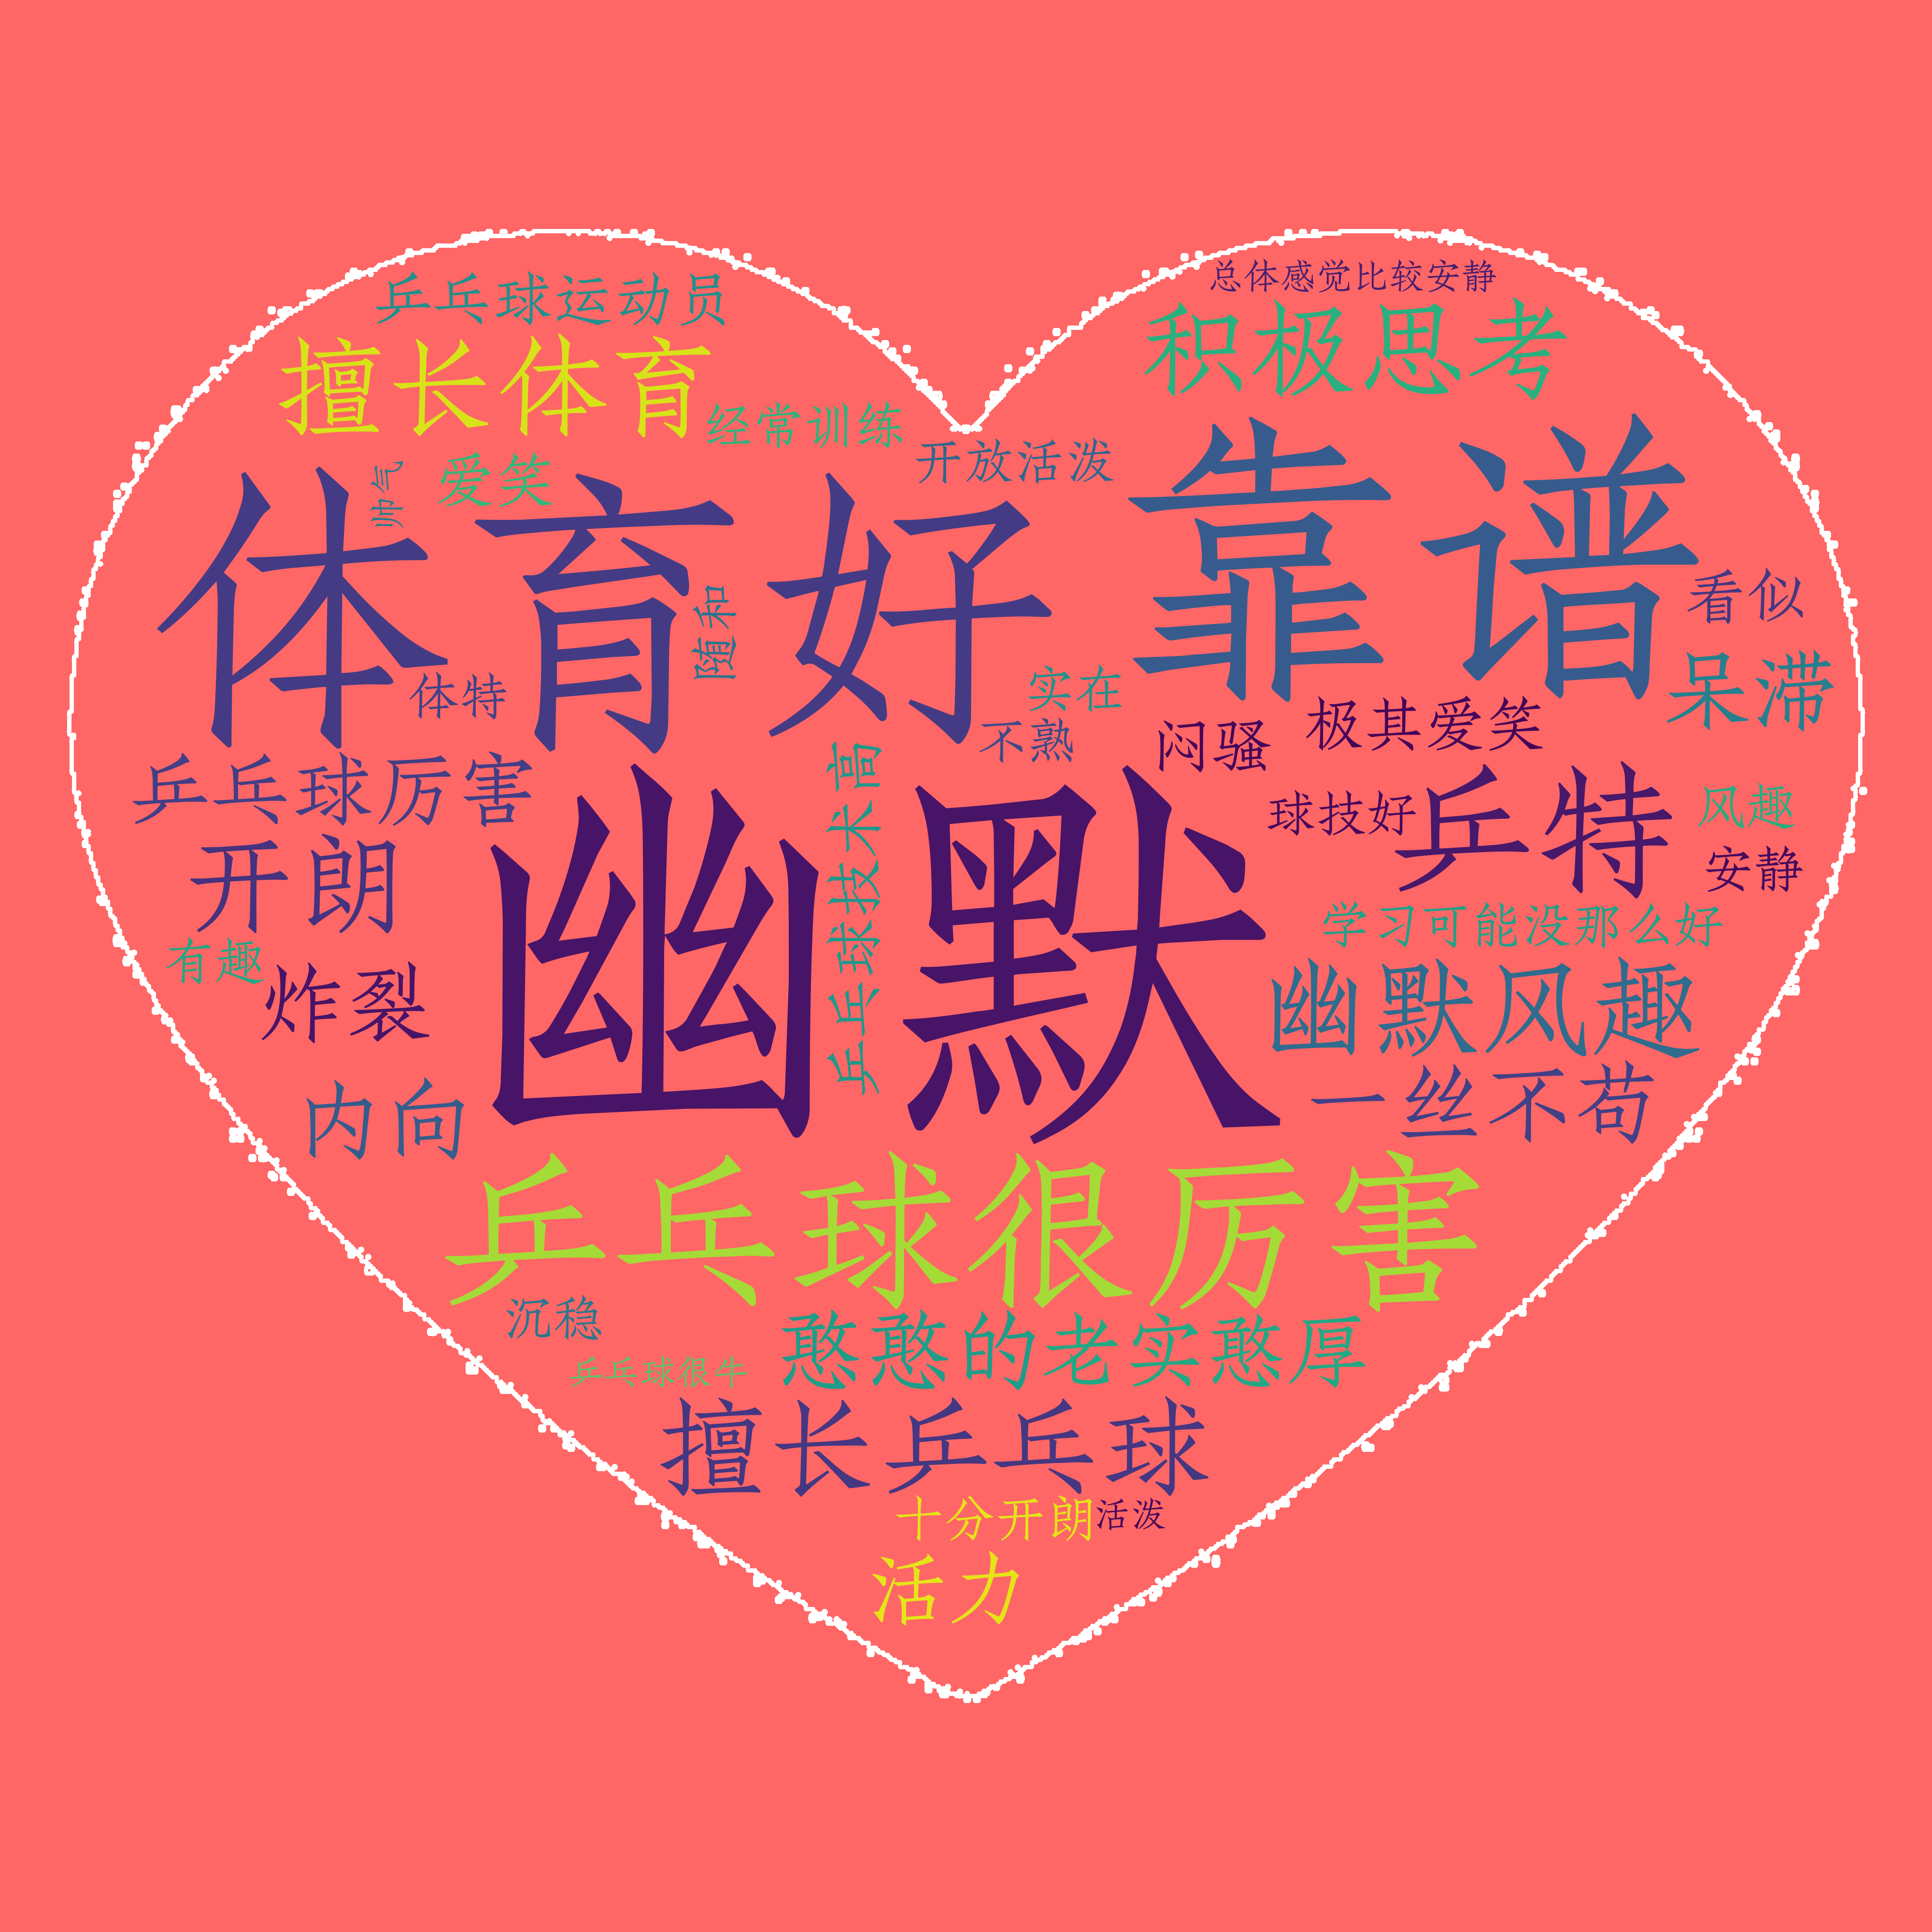 总体感觉比较安静
乒乓球运动员
积极思考
擅长体育
经常训练
开放活泼
爱笑
体育好
靠谱
看似
呆滞
体特
实在
不熟
闷骚
极其爱笑
乒乓球厉害
乒乓球技术高
幽默
球技好
乒特
风趣
安静
开朗
学习可能没那么好
有趣
炸裂
幽默风趣
一丝不苟
内向
乒乓球很厉害
沉稳
憨憨的老实憨厚
乒乓球很牛
擅长乒乓球
十分开朗
活泼
活力